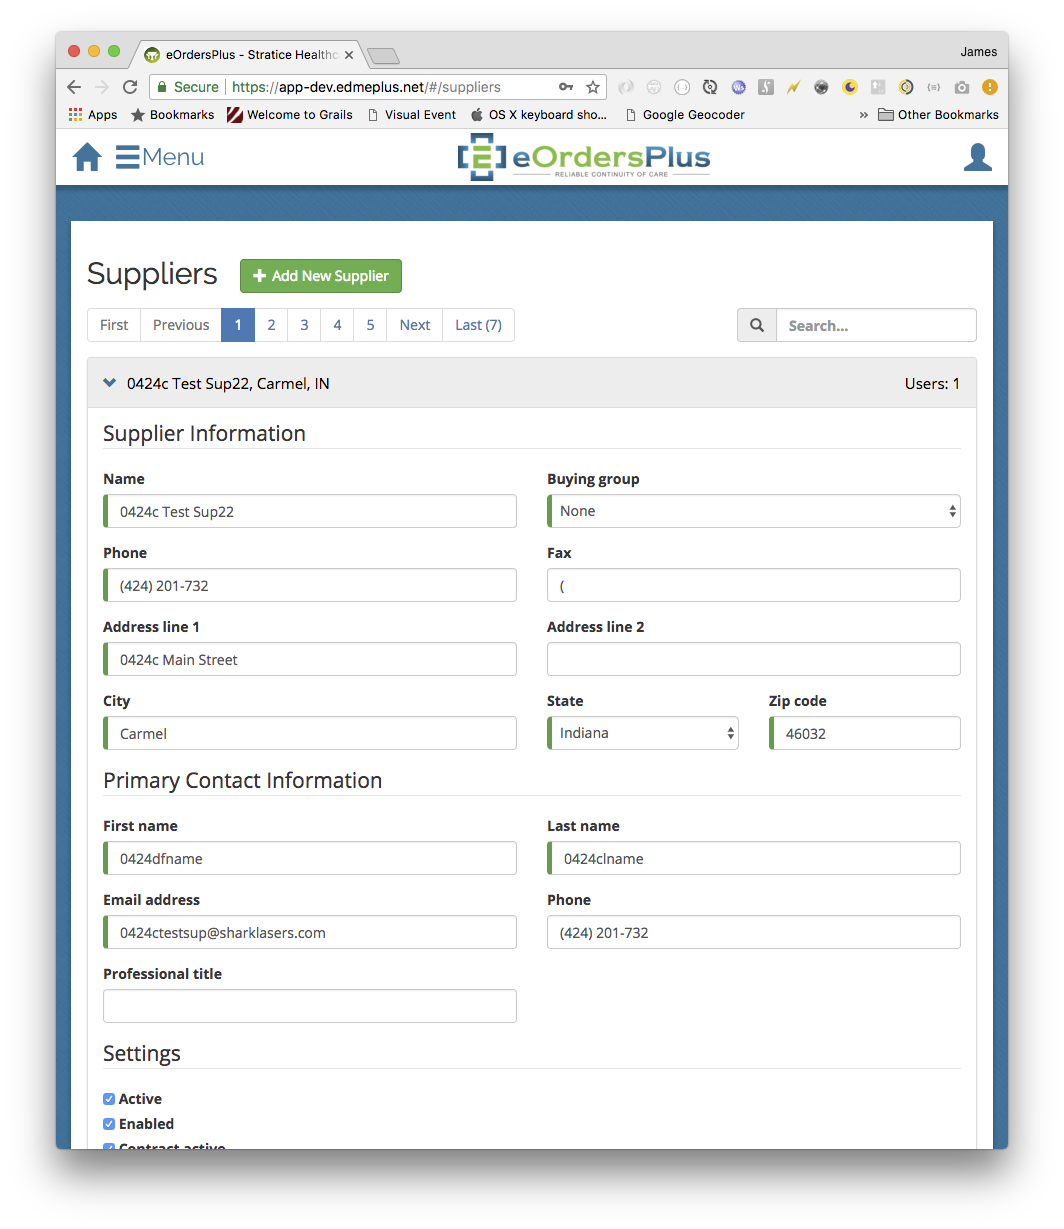 eOrdersPlus - Stratice Healthc
James
Secure https://app-dev.edmeplus.net/#/suppliers
Apps Bookmarks Welcome to Grails Visual Event OS X keyboard sho... Google Geocoder » Other Bookmarks
Menu
[E] eOrdersPlus
RELIABLE CONTINUITY OF CARE
Suppliers + Add New Supplier
First Previous 1 2 3 4 5 Next Last (7) Search...
0424c Test Sup22, Carmel, IN Users: 1
Supplier Information
Name Buying group
0424c Test Sup22 None
Phone Fax
(424) 201-732 (
Address line 1 Address line 2
0424c Main Street
City State Zip code
Carmel Indiana 46032
Primary Contact Information
First name Last name
0424dfname 0424clname
Email address Phone
0424ctestsup@sharklasers.com (424) 201-732
Professional title
Settings
Active
Enabled
Contract active